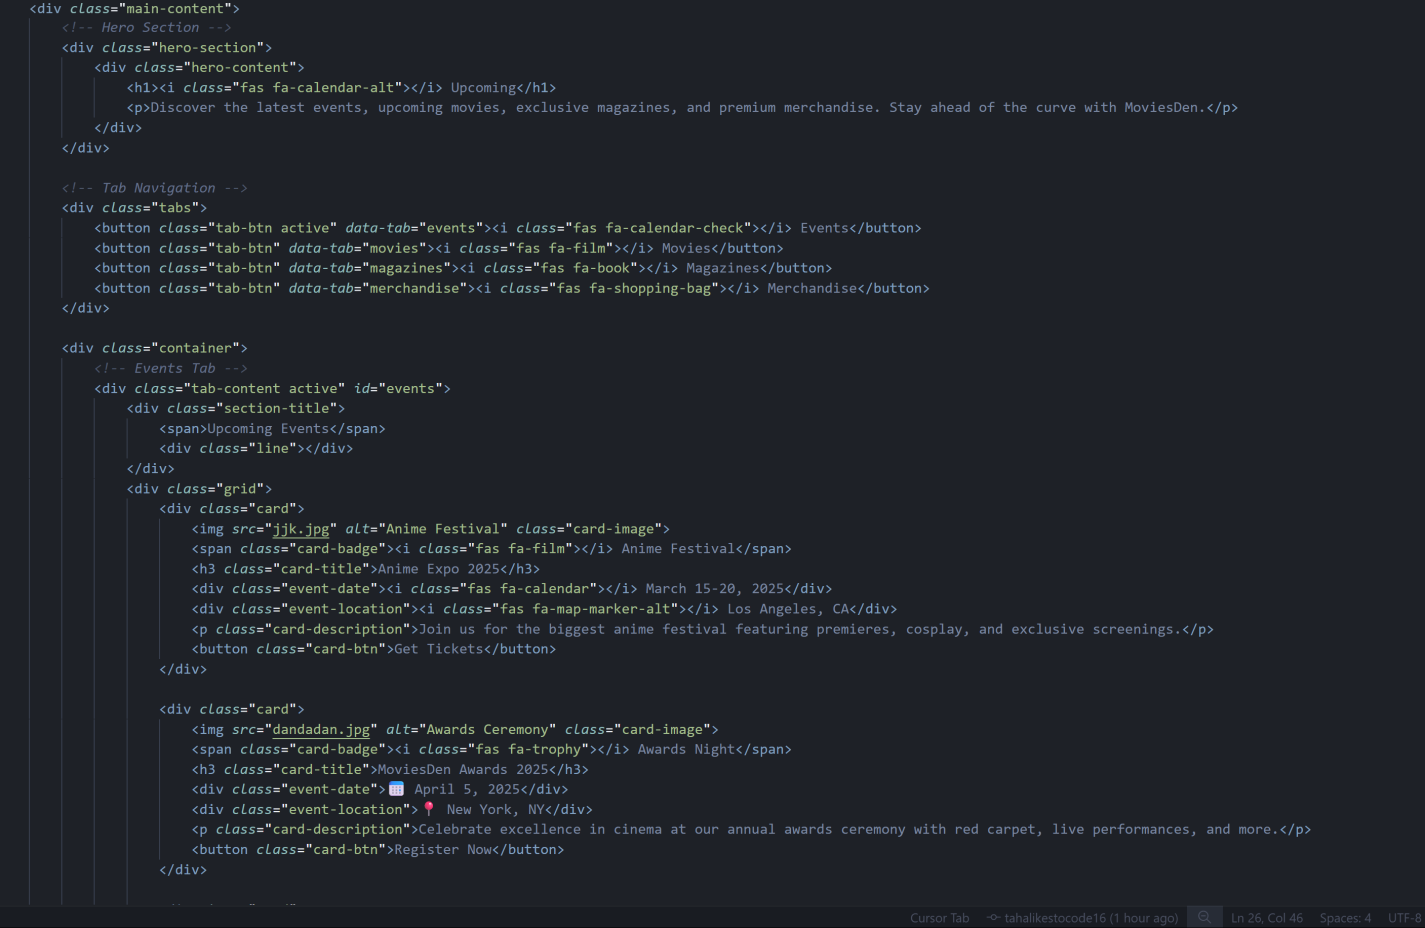 <div class="main-content">
<!-- Hero Section -->
<div class="hero-section">
<div class="hero-content">
<h1><i class="fas fa-calendar-alt"></i> Upcoming</h1>
<p>Discover the latest events, upcoming movies, exclusive magazines, and premium merchandise. Stay ahead of the curve with MoviesDen.</p>
</div>
</div>
<!-- Tab Navigation -->
<div class="tabs">
<button class="tab-btn active" data-tab="events"><i class="fas fa-calendar-check"></i> Events</button>
<button class="tab-btn" data-tab="movies"><i class="fas fa-film"></i> Movies</button>
<button class="tab-btn" data-tab="magazines"><i class="fas fa-book"></i> Magazines</button>
<button class="tab-btn" data-tab="merchandise"><i class="fas fa-shopping-bag"></i> Merchandise</button>
</div>
<div class="container">
<!-- Events Tab -->
<div class="tab-content active" id="events">
<div class="section-title">
<span>Upcoming Events</span>
<div class="line"></div>
</div>
<div class="grid">
<div class="card">
<img src="jjk.jpg" alt="Anime Festival" class="card-image">
<span class="card-badge"><i class="fas fa-film"></i> Anime Festival</span>
<h3 class="card-title">Anime Expo 2025</h3>
<div class="event-date"><i class="fas fa-calendar"></i> March 15-20, 2025</div>
<div class="event-location"><i class="fas fa-map-marker-alt"></i> Los Angeles, CA</div>
<p class="card-description">Join us for the biggest anime festival featuring premieres, cosplay, and exclusive screenings.</p>
<button class="card-btn">Get Tickets</button>
</div>
<div class="card">
<img src="dandadan.jpg" alt="Awards Ceremony" class="card-image">
<span class="card-badge"><i class="fas fa-trophy"></i> Awards Night</span>
<h3 class="card-title">MoviesDen Awards 2025</h3>
<div class="event-date">🗓️ April 5, 2025</div>
<div class="event-location">📍 New York, NY</div>
<p class="card-description">Celebrate excellence in cinema at our annual awards ceremony with red carpet, live performances, and more.</p>
<button class="card-btn">Register Now</button>
</div>
Cursor Tab tahalikestocode16 (1 hour ago) Ln 26, Col 46 Spaces: 4 UTF-8